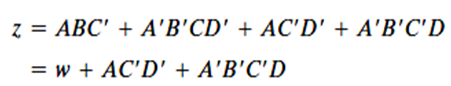 z = ABC' + A'B'CD' + AC'D' + A'B'C'D
= w + AC'D' + A'B'C'D